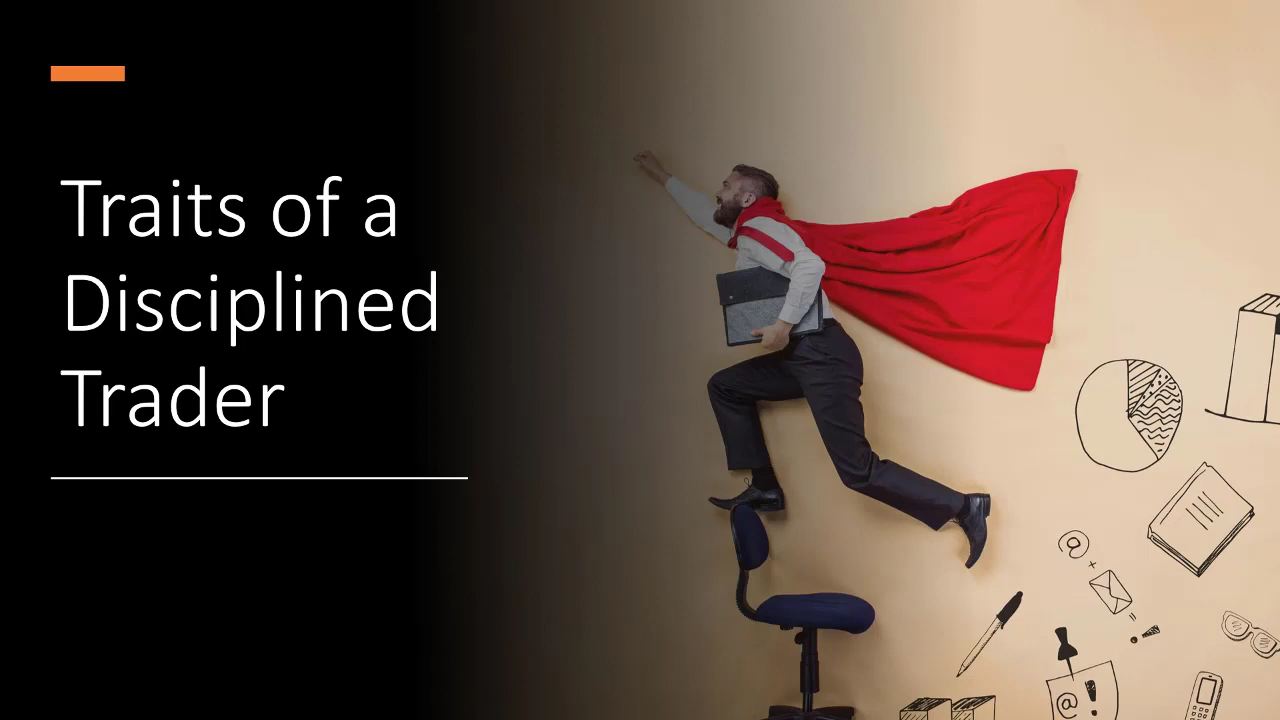 Traits of a
Disciplined
Trader
@
+
=
!
@ !